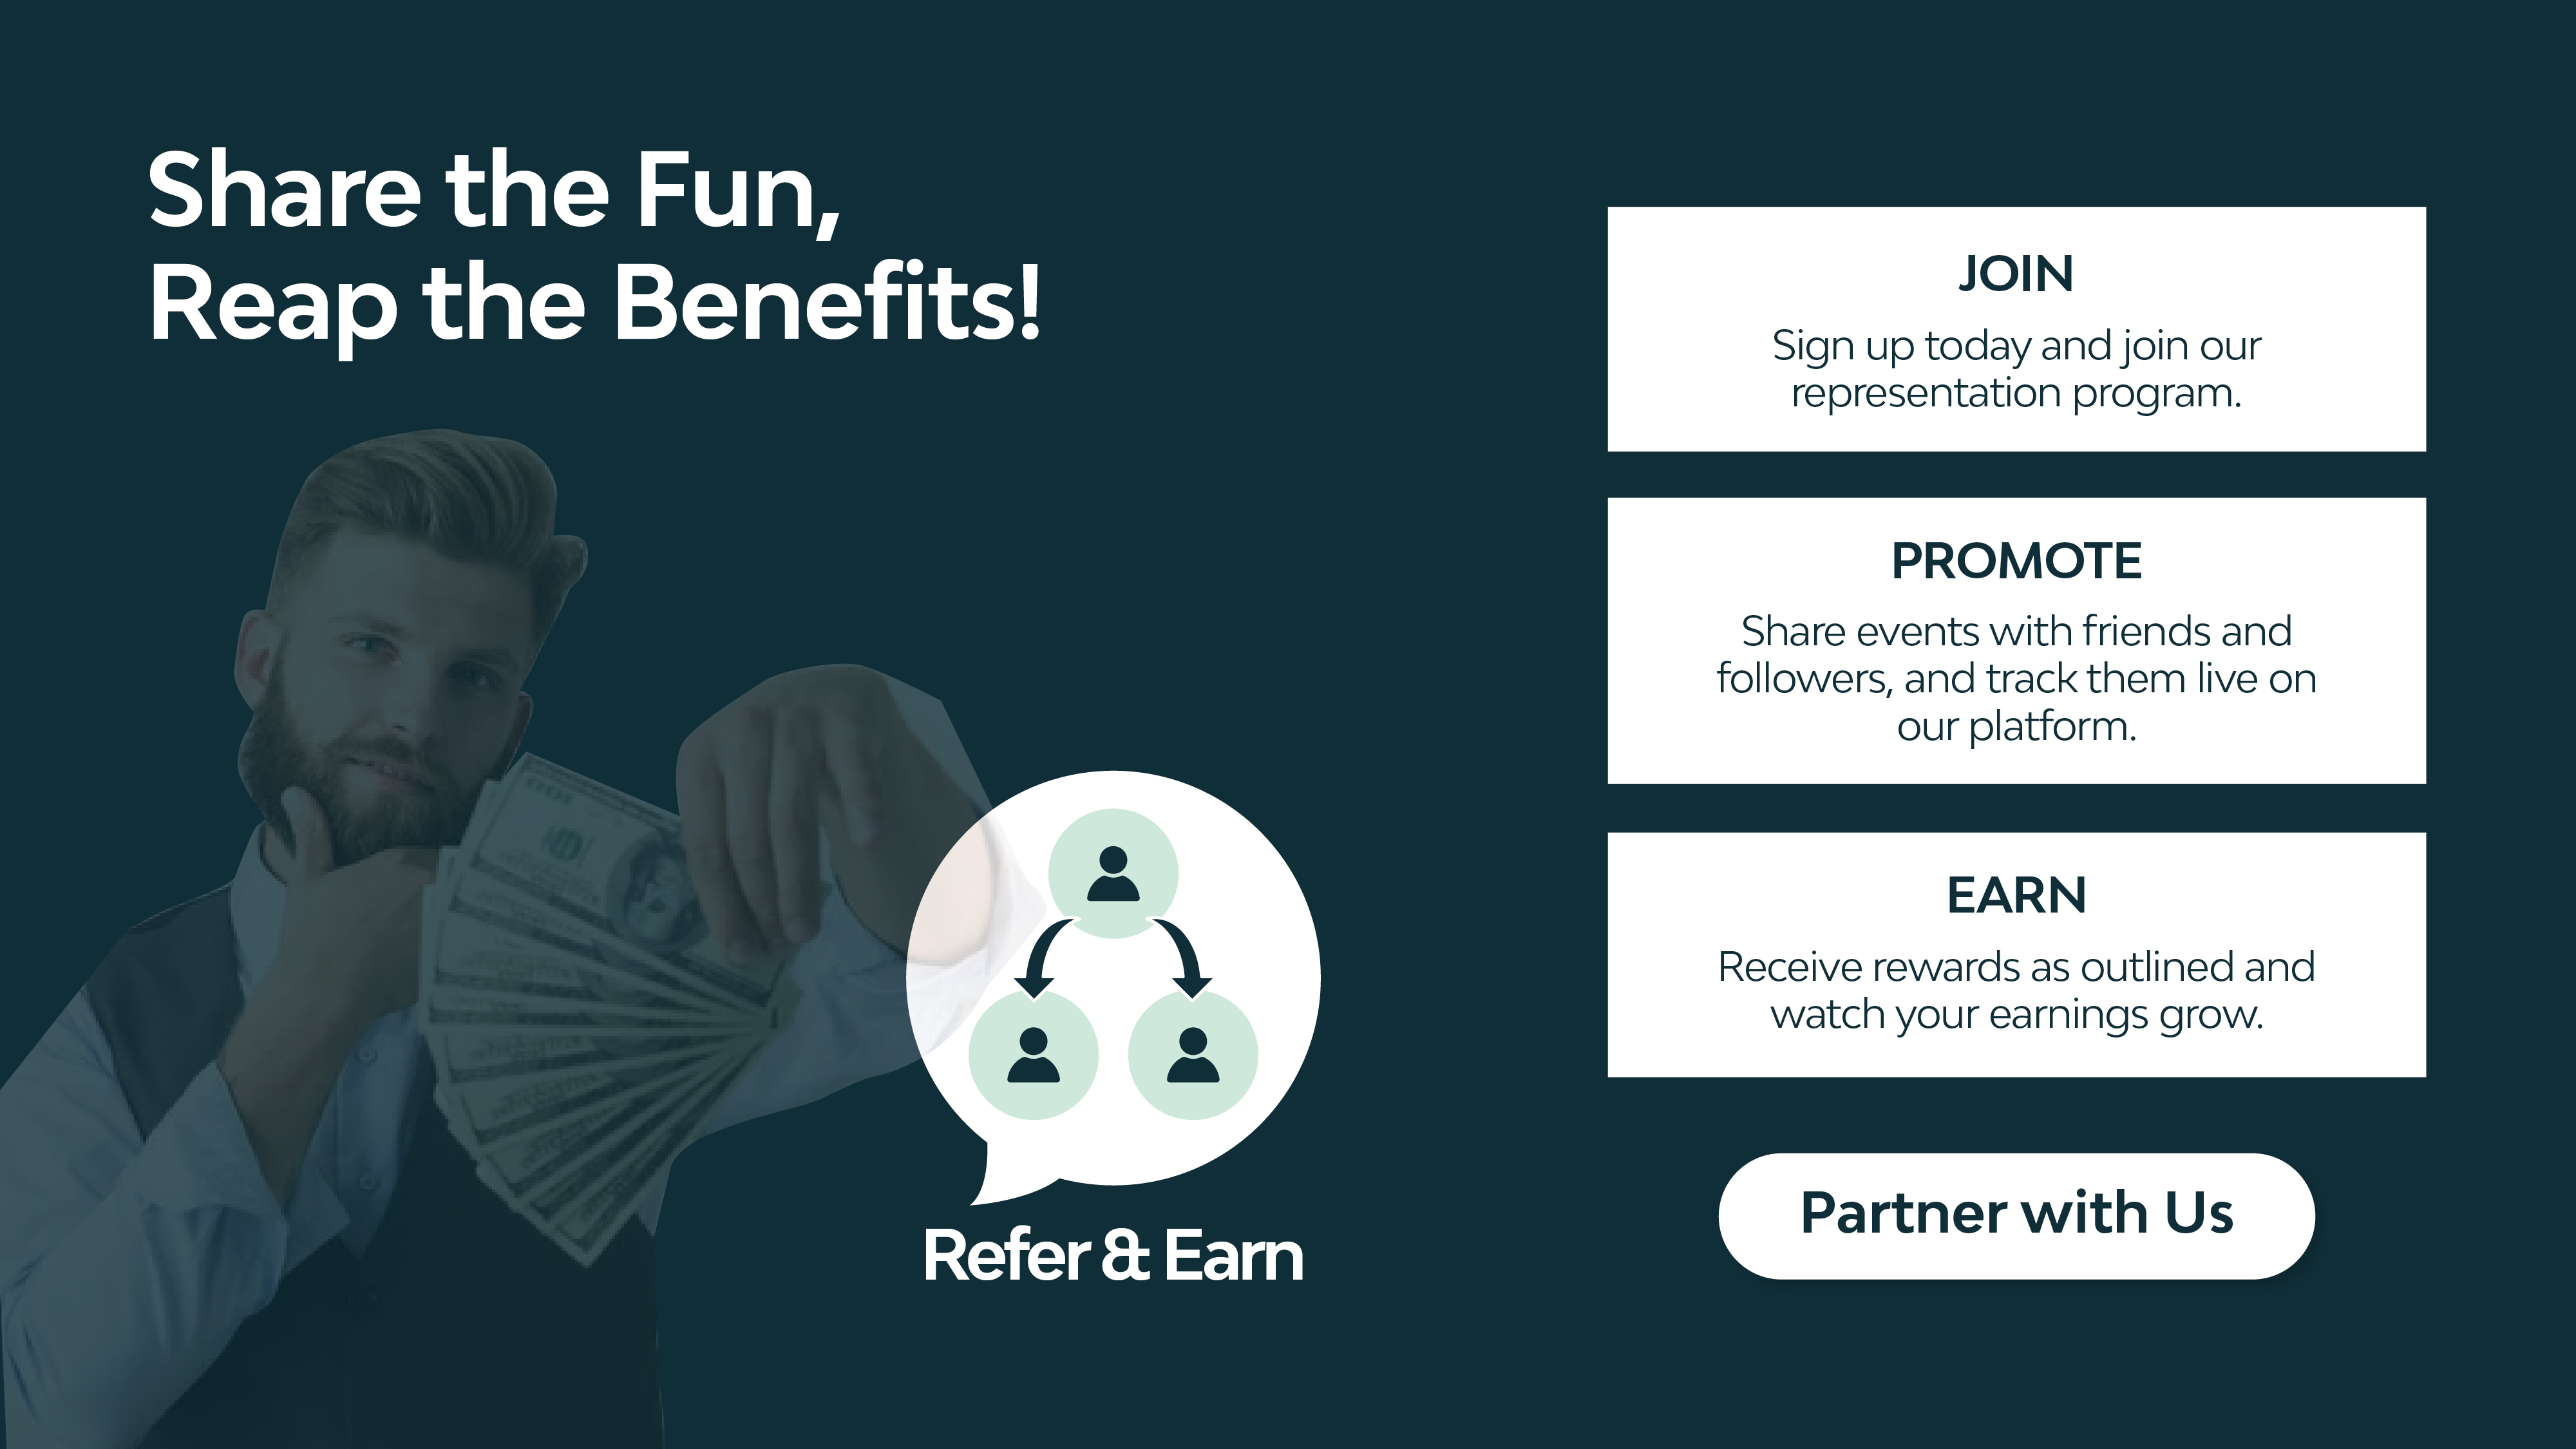 Share the Fun,
Reap the Benefits!
Refer & Earn
JOIN
Sign up today and join our
representation program.
PROMOTE
Share events with friends and
followers, and track them live on
our platform.
EARN
Receive rewards as outlined and
watch your earnings grow.
Partner with Us